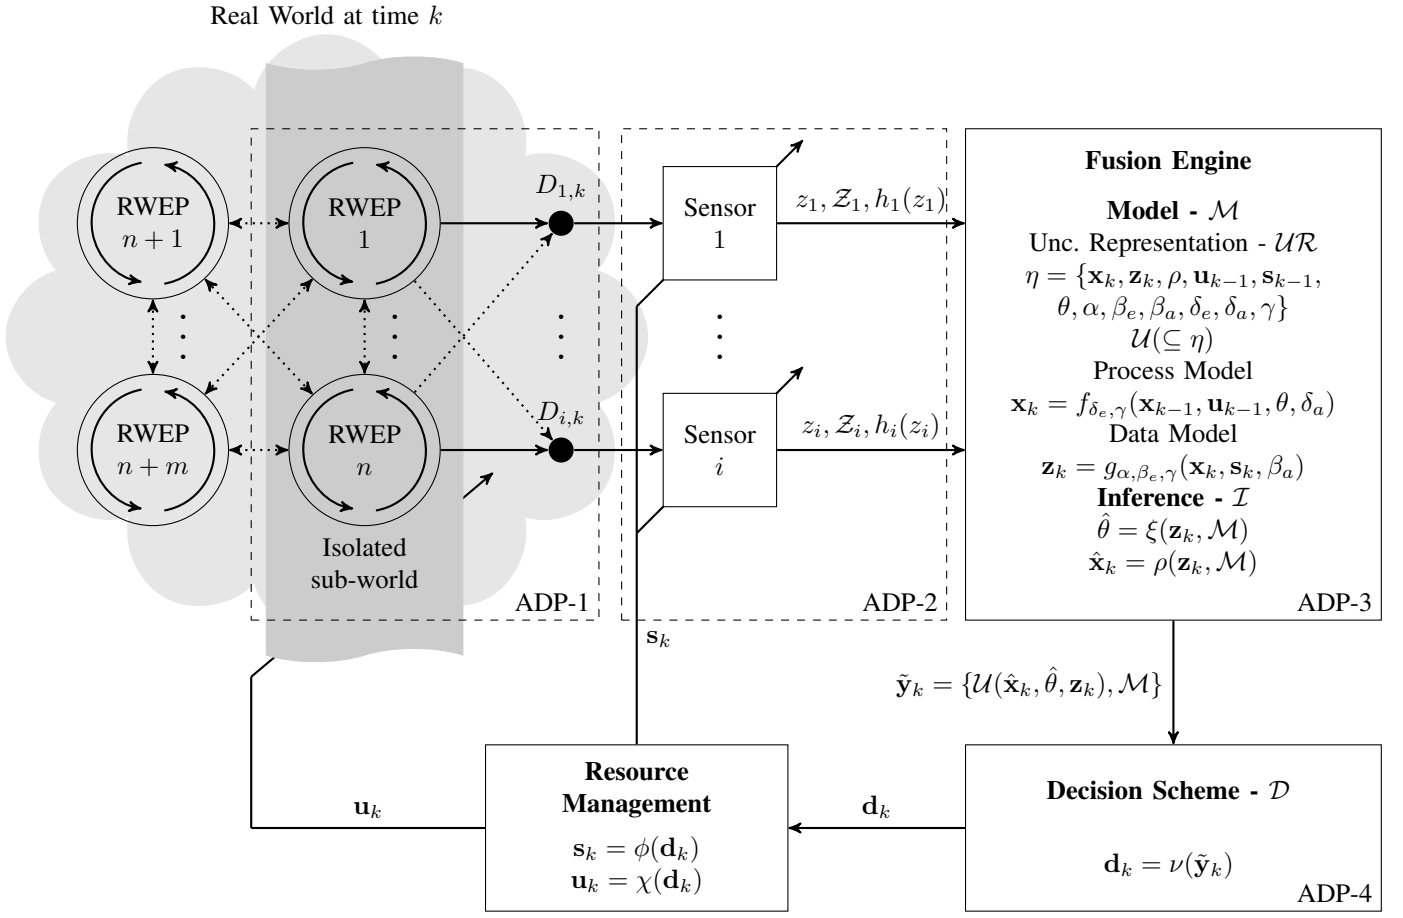 Real World at time k
RWEP
n + 1
RWEP
1
D₁,ₖ
Sensor
1
z₁, 𝒵₁, h₁(z₁)
RWEP
n + m
RWEP
n
Dᵢ,ₖ
Sensor
i
zᵢ, 𝒵ᵢ, hᵢ(zᵢ)
Isolated
sub-world
ADP-1
ADP-2
Fusion Engine
Model - ℳ
Unc. Representation - 𝒰ℛ
η = {𝐱ₖ, 𝐳ₖ, ρ, 𝐮ₖ₋₁, 𝐬ₖ₋₁,
θ, α, βₑ, βₐ, δₑ, δₐ, γ}
𝒰(⊆ η)
Process Model
𝐱ₖ = f_{δₑ,γ}(𝐱ₖ₋₁, 𝐮ₖ₋₁, θ, δₐ)
Data Model
𝐳ₖ = g_{α,βₑ,γ}(𝐱ₖ, 𝐬ₖ, βₐ)
Inference - ℐ
θ̂ = ξ(𝐳ₖ, ℳ)
𝐱̂ₖ = ρ(𝐳ₖ, ℳ)
ADP-3
𝐬ₖ
𝐲̃ₖ = {𝒰(𝐱̂ₖ, θ̂, 𝐳ₖ), ℳ}
𝐮ₖ
Resource
Management
𝐬ₖ = ϕ(𝐝ₖ)
𝐮ₖ = χ(𝐝ₖ)
𝐝ₖ
Decision Scheme - 𝒟
𝐝ₖ = ν(𝐲̃ₖ)
ADP-4